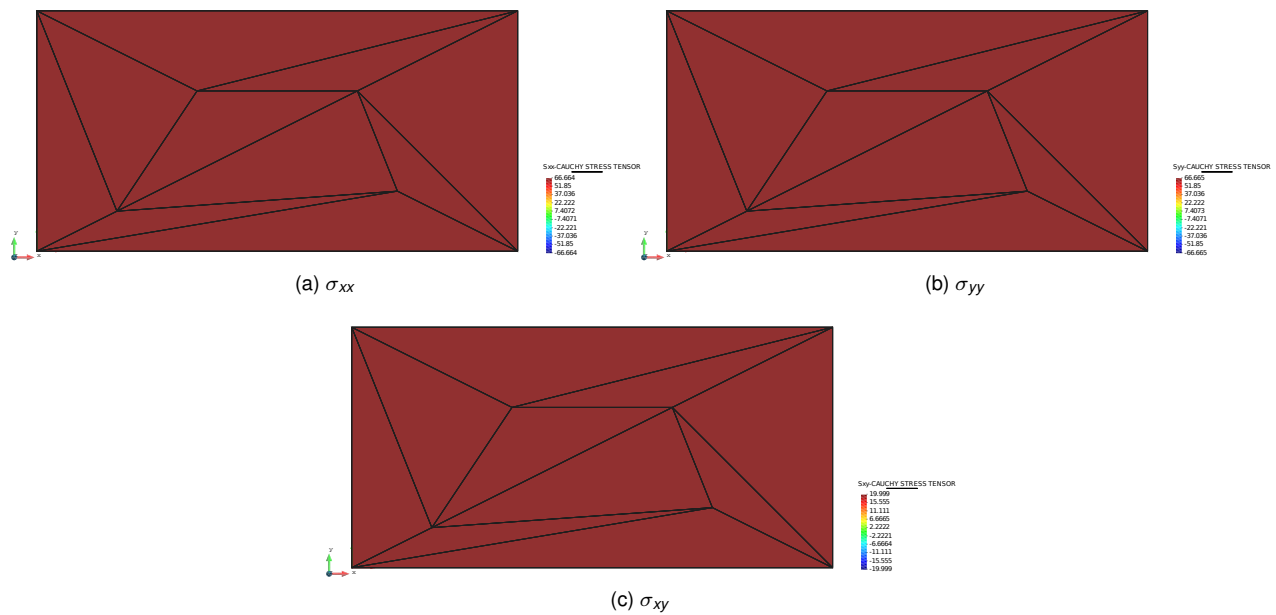 Sxx-CAUCHY STRESS TENSOR
66.664
51.85
37.036
22.222
7.4072
-7.4071
-22.221
-37.036
-51.85
-66.664
y
x
(a) σxx
Syy-CAUCHY STRESS TENSOR
66.665
51.85
37.036
22.222
7.4073
-7.4072
-22.221
-37.036
-51.85
-66.665
y
x
(b) σyy
Sxy-CAUCHY STRESS TENSOR
19.999
15.555
11.111
6.6665
2.2222
-2.2221
-6.6664
-11.111
-15.555
-19.999
y
x
(c) σxy